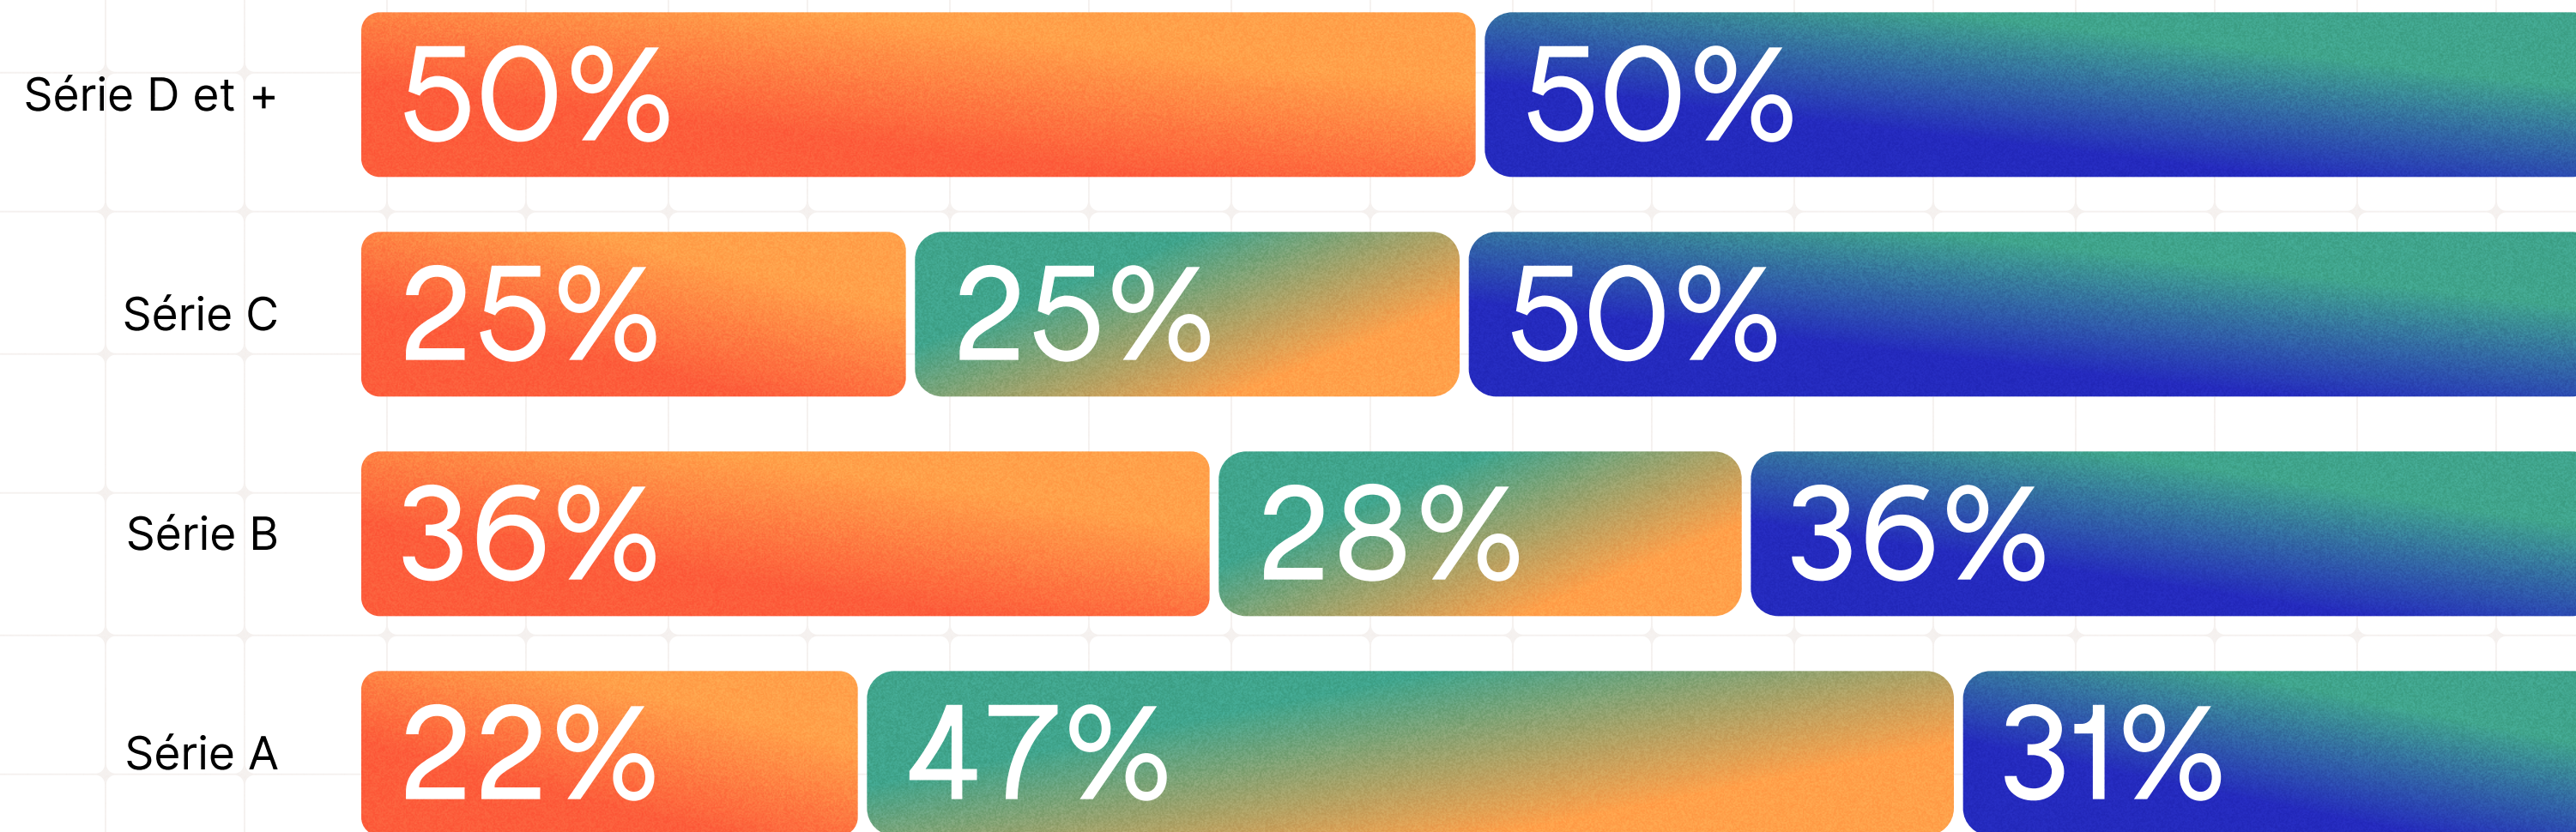 Série D et + 50% 50%
Série C 25% 25% 50%
Série B 36% 28% 36%
Série A 22% 47% 31%